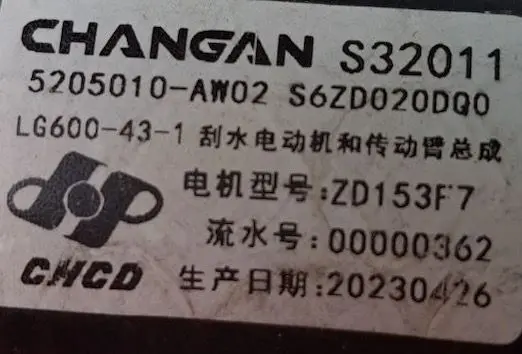 CHANGAN S32011
5205010-AW02 S6ZD020DQ0
LG600-43-1 刮水电动机和传动臂总成
电机型号:ZD153F7
流水号:00000362
CHCD 生产日期:20230426